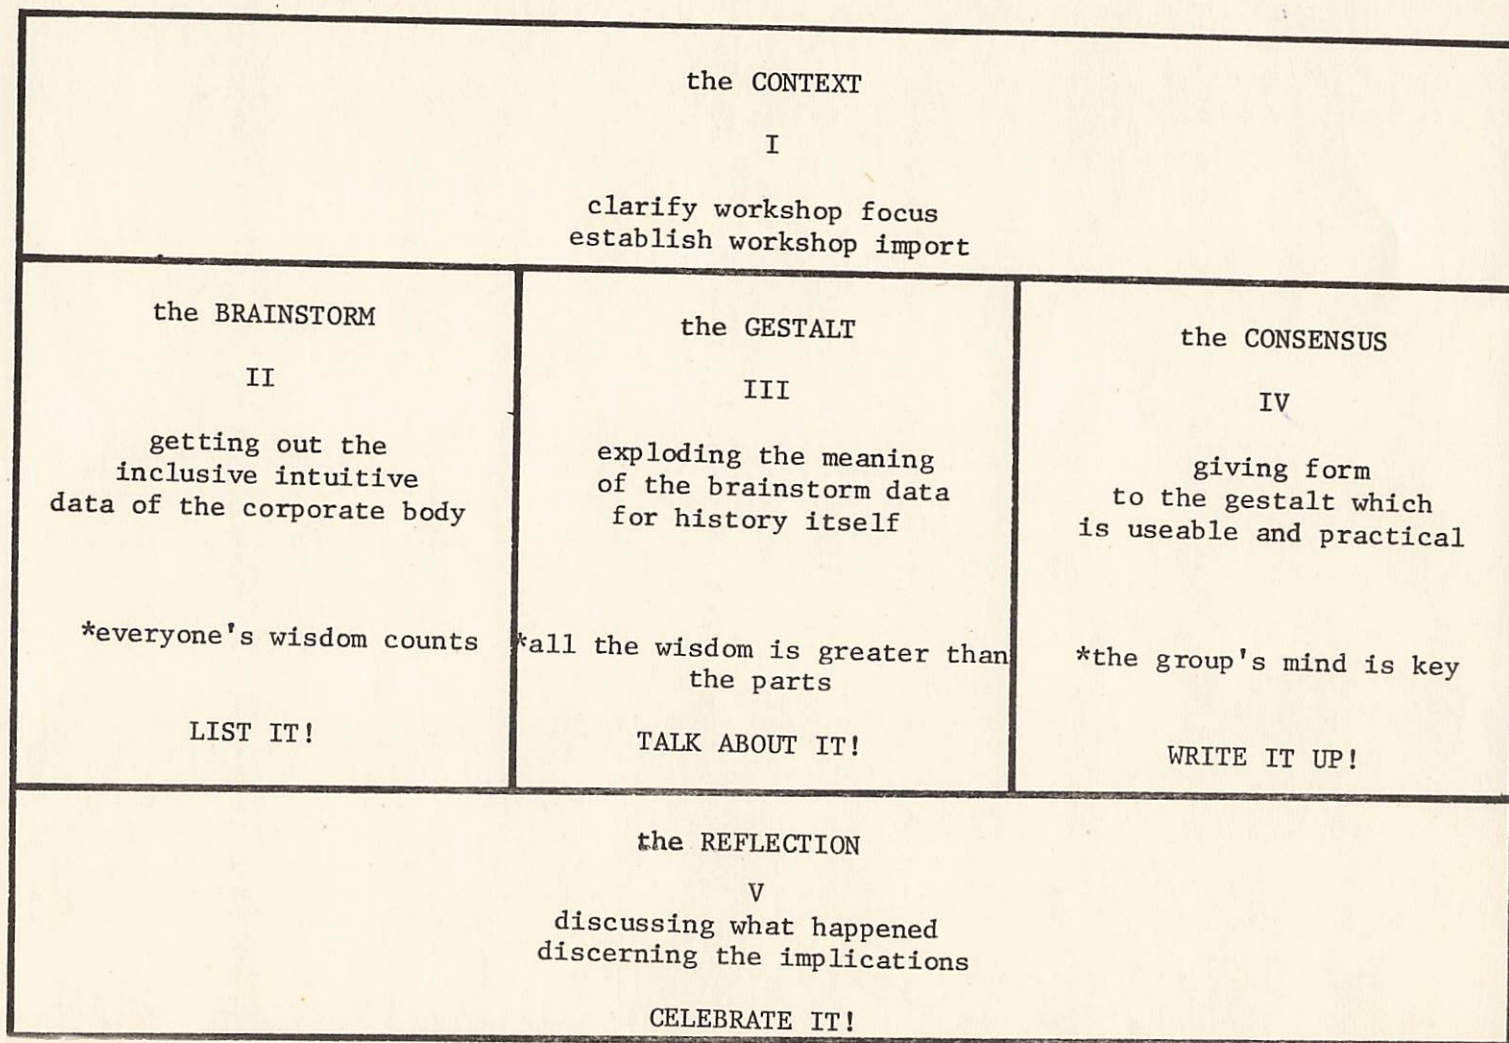 the CONTEXT
I
clarify workshop focus
establish workshop import
the BRAINSTORM
II
getting out the
inclusive intuitive
data of the corporate body
*everyone's wisdom counts
LIST IT!
the GESTALT
III
exploding the meaning
of the brainstorm data
for history itself
*all the wisdom is greater than
the parts
TALK ABOUT IT!
the CONSENSUS
IV
giving form
to the gestalt which
is useable and practical
*the group's mind is key
WRITE IT UP!
the REFLECTION
V
discussing what happened
discerning the implications
CELEBRATE IT!